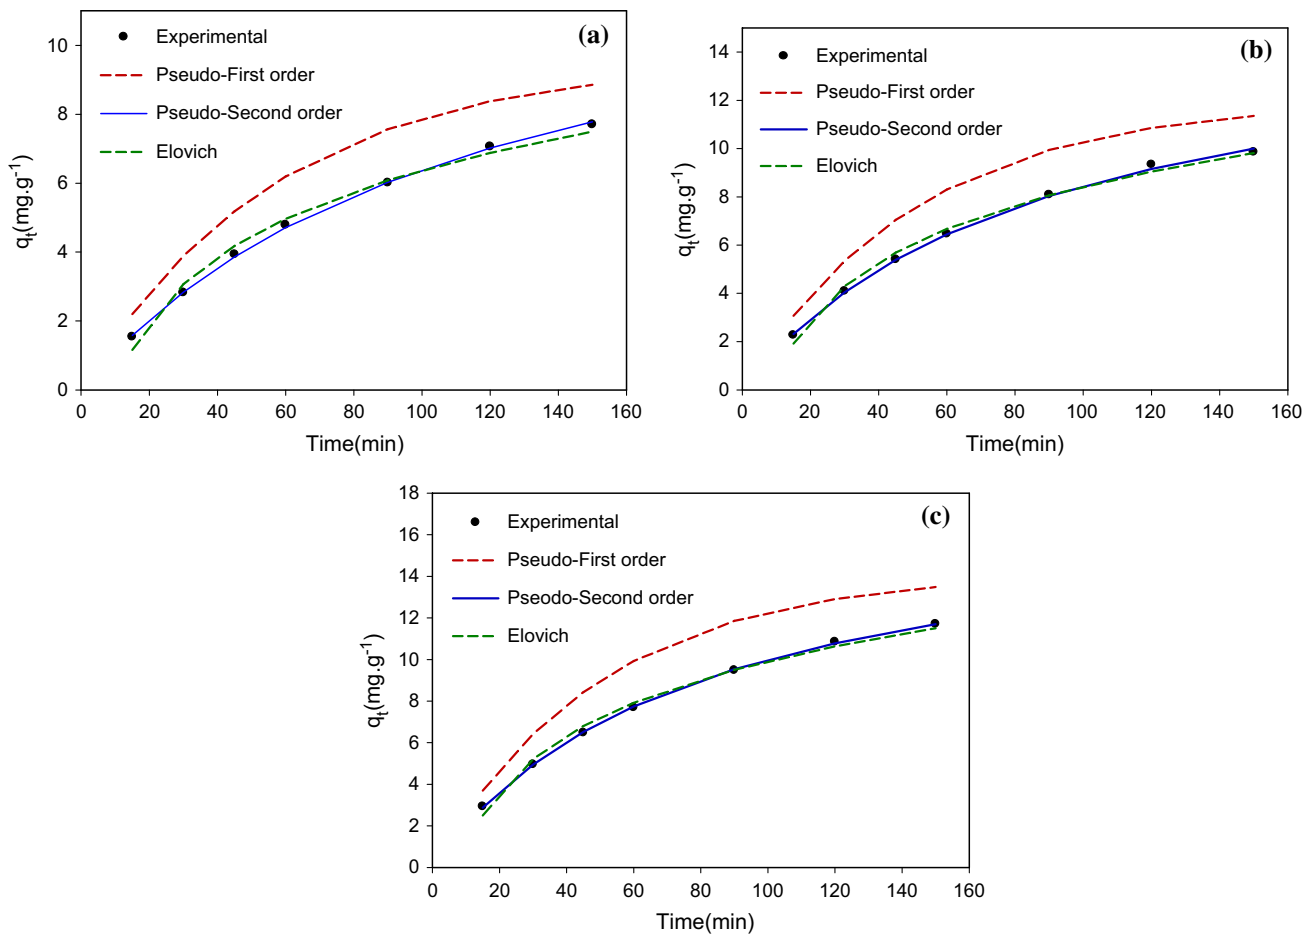 (a)
Experimental
Pseudo-First order
Pseudo-Second order
Elovich
10
8
6
4
2
0
q_t(mg.g^-1)
0 20 40 60 80 100 120 140 160
Time(min)
(b)
Experimental
Pseudo-First order
Pseudo-Second order
Elovich
14
12
10
8
6
4
2
0
q_t(mg.g^-1)
0 20 40 60 80 100 120 140 160
Time(min)
(c)
Experimental
Pseudo-First order
Pseodo-Second order
Elovich
18
16
14
12
10
8
6
4
2
0
q_t(mg.g^-1)
0 20 40 60 80 100 120 140 160
Time(min)